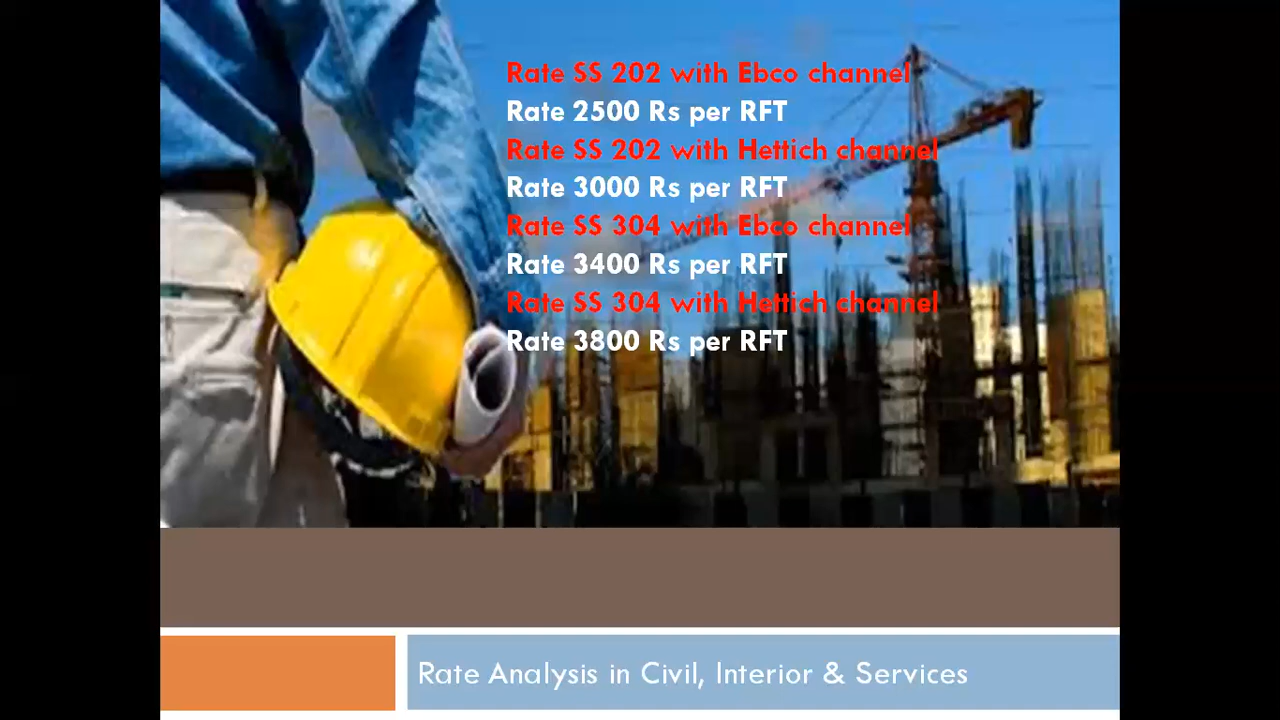 Rate SS 202 with Ebco channel
Rate 2500 Rs per RFT
Rate SS 202 with Hettich channel
Rate 3000 Rs per RFT
Rate SS 304 with Ebco channel
Rate 3400 Rs per RFT
Rate SS 304 with Hettich channel
Rate 3800 Rs per RFT
Rate Analysis in Civil, Interior & Services